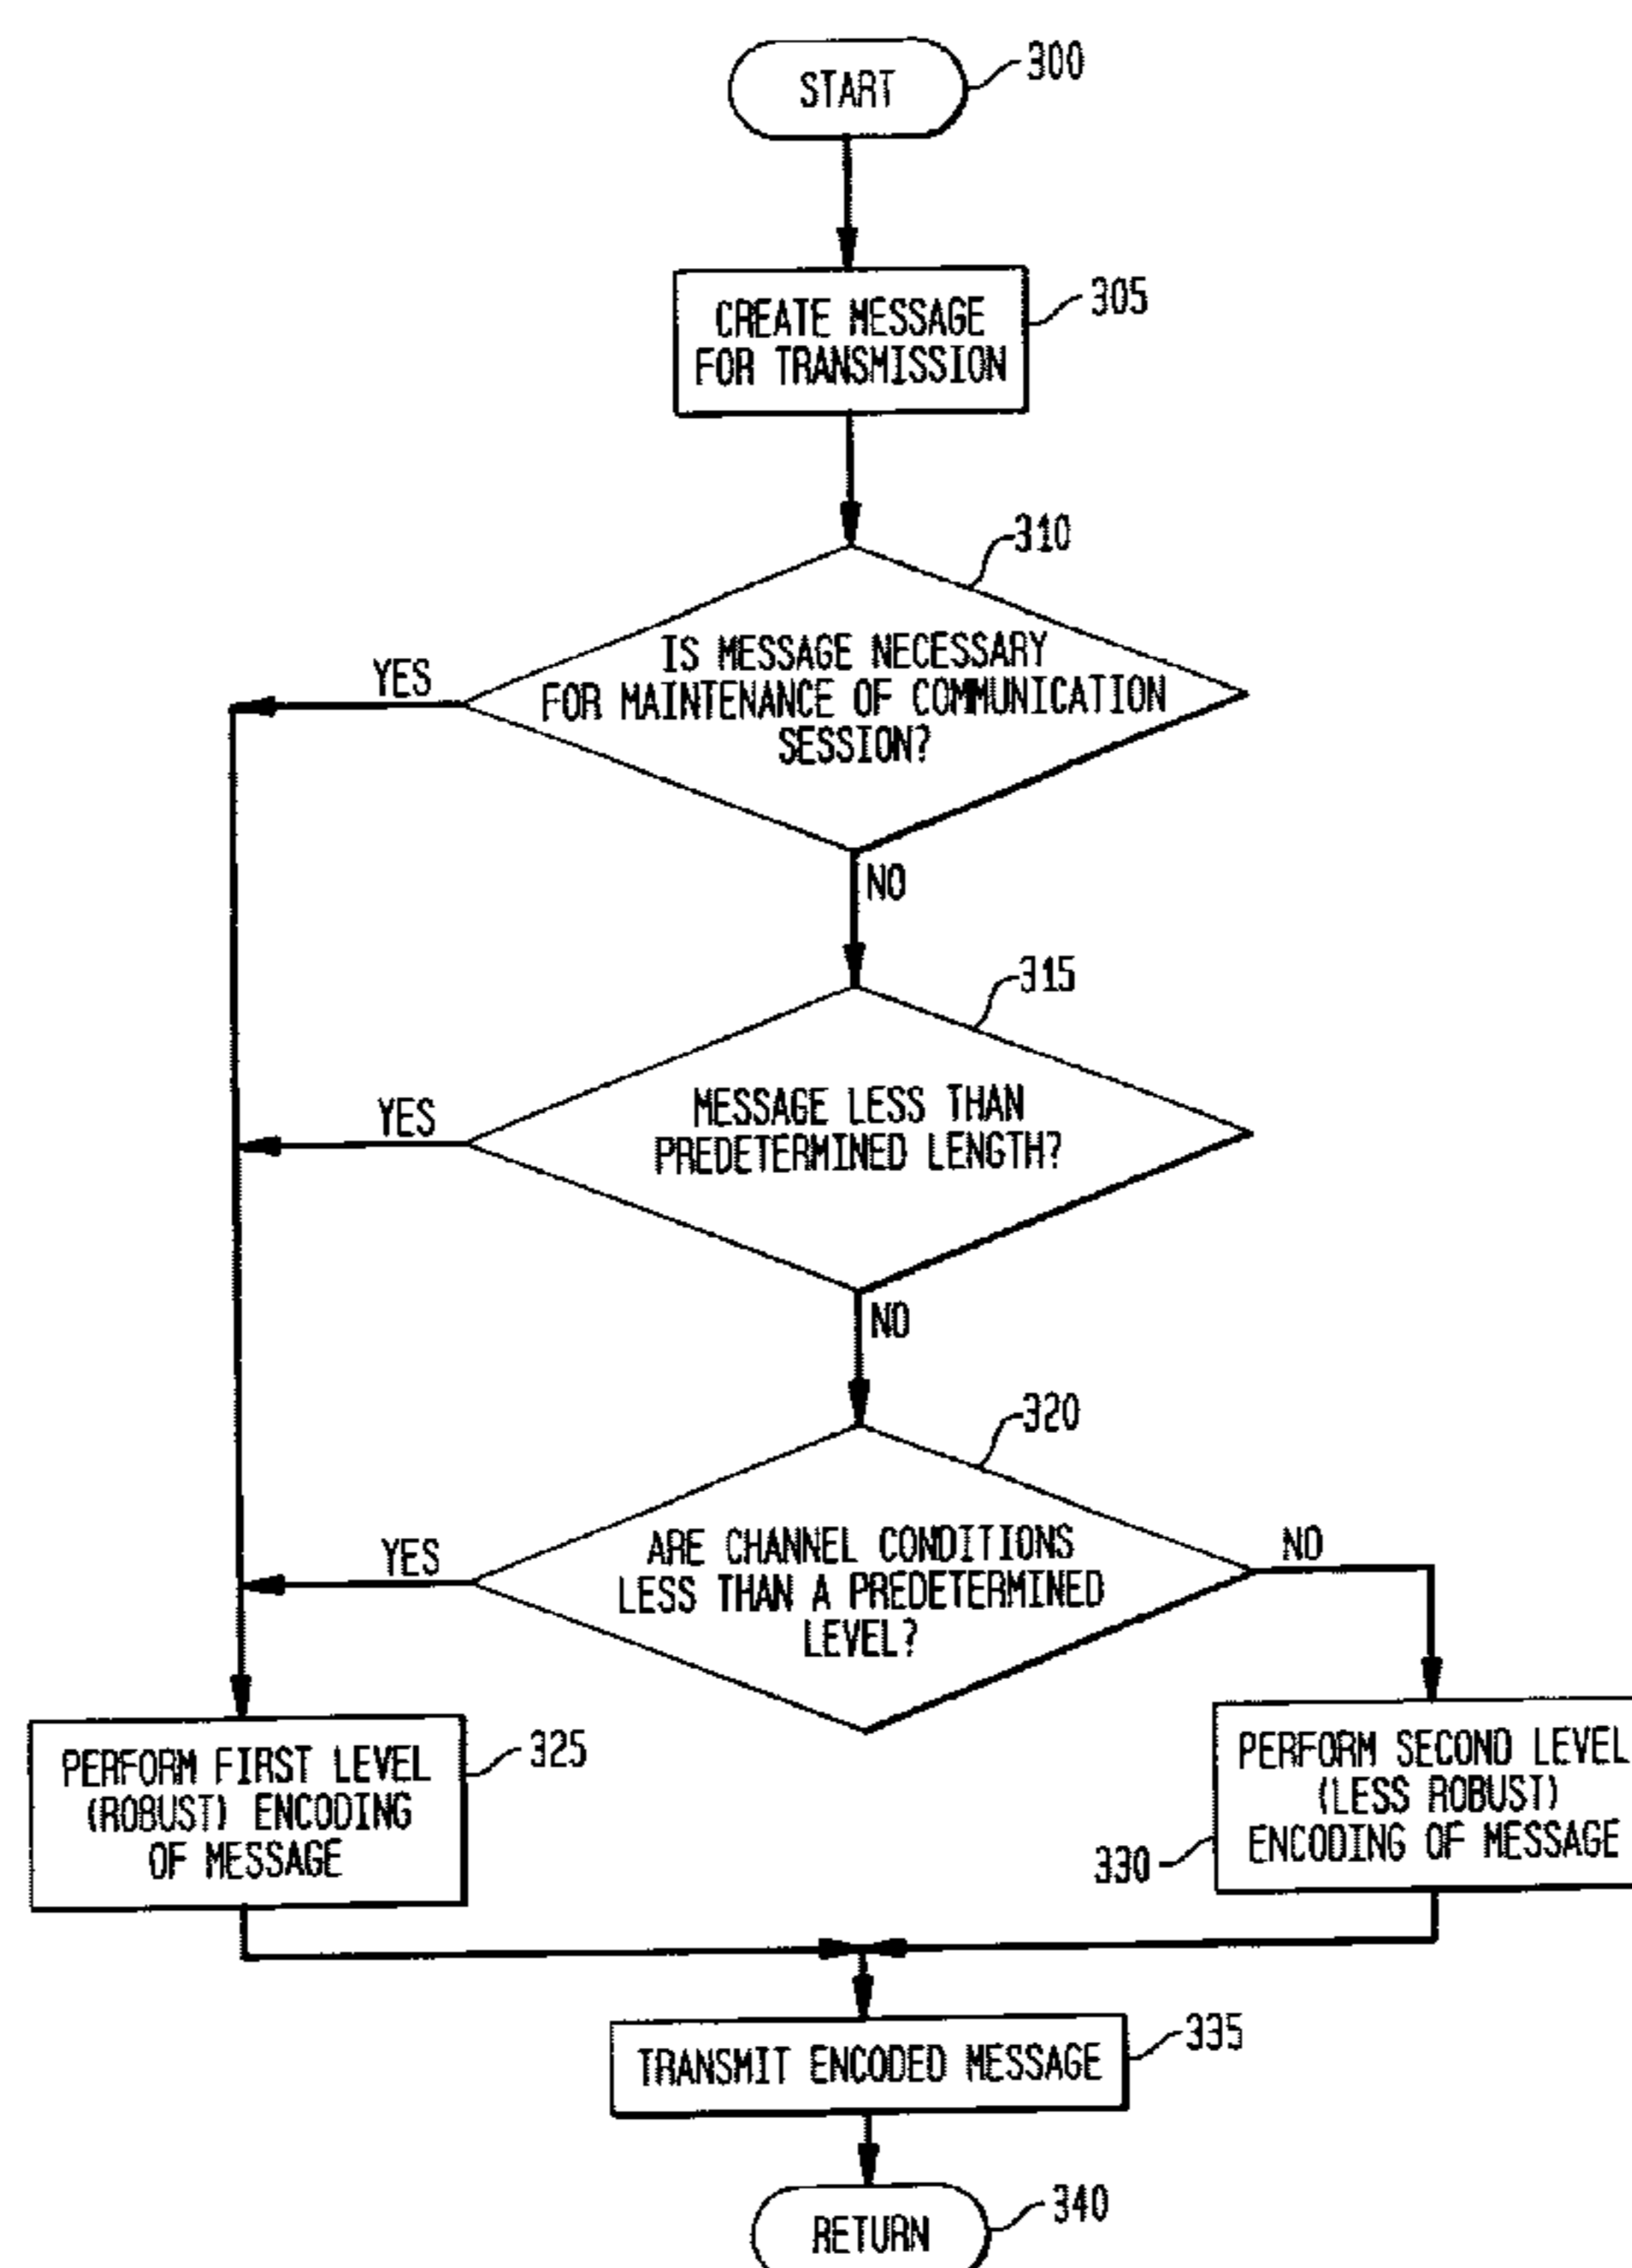 START
300
CREATE MESSAGE
FOR TRANSMISSION
305
310
IS MESSAGE NECESSARY
FOR MAINTENANCE OF COMMUNICATION
SESSION?
YES
NO
315
MESSAGE LESS THAN
PREDETERMINED LENGTH?
YES
NO
320
ARE CHANNEL CONDITIONS
LESS THAN A PREDETERMINED
LEVEL?
YES
NO
PERFORM FIRST LEVEL
(ROBUST) ENCODING
OF MESSAGE
325
PERFORM SECOND LEVEL
(LESS ROBUST)
ENCODING OF MESSAGE
330
TRANSMIT ENCODED MESSAGE
335
RETURN
340